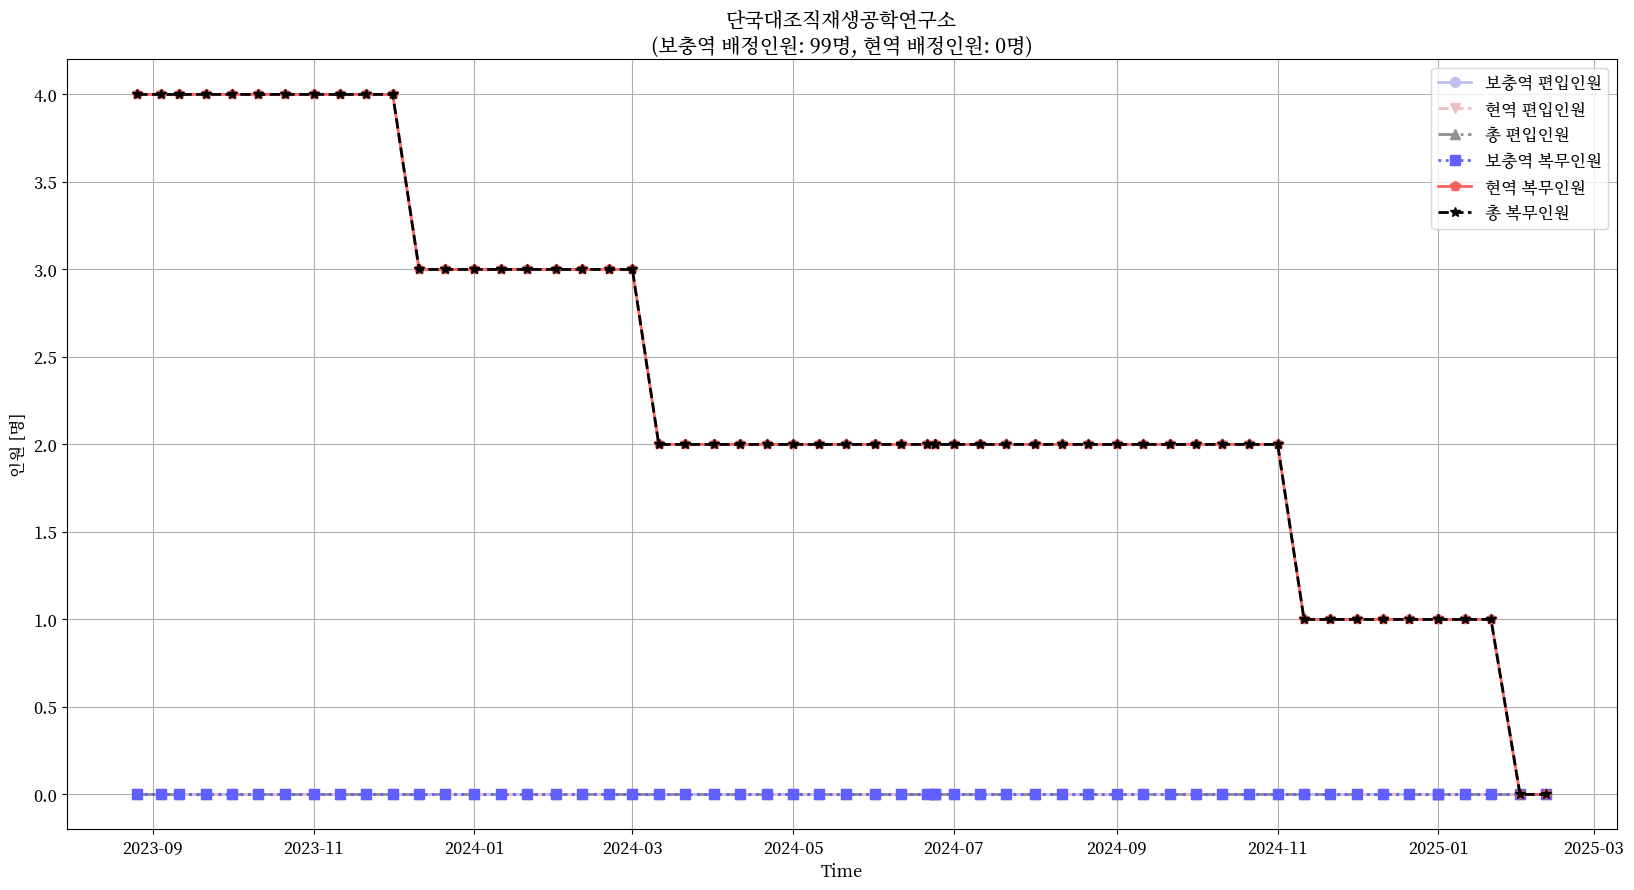 단국대조직재생공학연구소
(보충역 배정인원: 99명, 현역 배정인원: 0명)
보충역 편입인원
현역 편입인원
총 편입인원
보충역 복무인원
현역 복무인원
총 복무인원
4.0
3.5
3.0
2.5
2.0
1.5
1.0
0.5
0.0
인원 [명]
2023-09
2023-11
2024-01
2024-03
2024-05
2024-07
2024-09
2024-11
2025-01
2025-03
Time